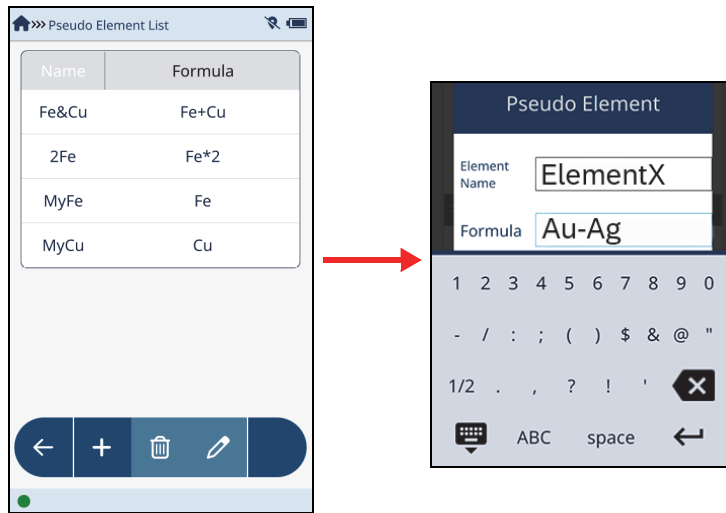 Pseudo Element List
Name Formula
Fe&Cu Fe+Cu
2Fe Fe*2
MyFe Fe
MyCu Cu
Pseudo Element
Element Name ElementX
Formula Au-Ag
1 2 3 4 5 6 7 8 9 0
- / : ; ( ) $ & @ "
1/2 . , ? ! '
ABC space